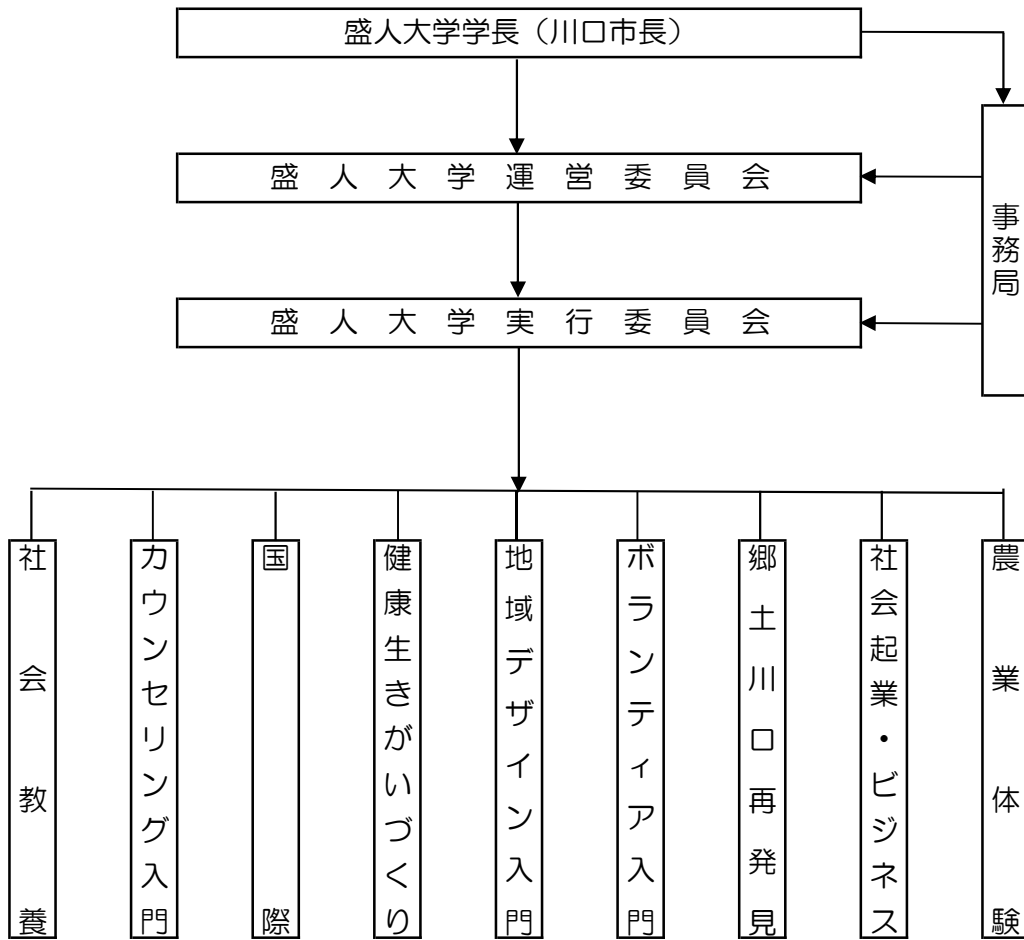 盛人大学学長（川口市長）
盛人大学運営委員会
事務局
盛人大学実行委員会
社会教養
カウンセリング入門
国際
健康生きがいづくり
地域デザイン入門
ボランティア入門
郷土川口再発見
社会起業・ビジネス
農業体験